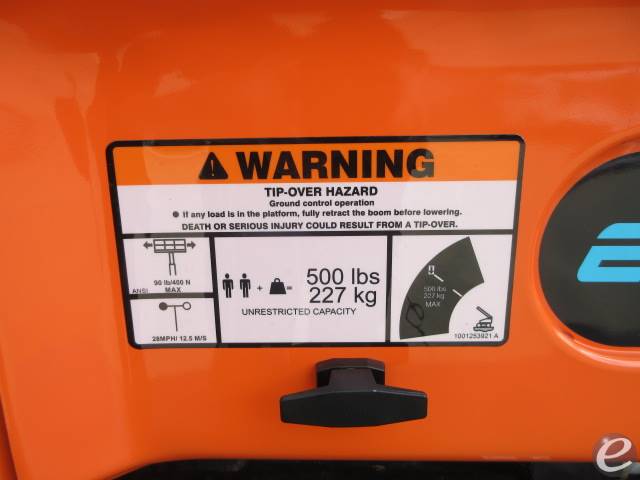 WARNING
TIP-OVER HAZARD
Ground control operation
● If any load is in the platform, fully retract the boom before lowering.
DEATH OR SERIOUS INJURY COULD RESULT FROM A TIP-OVER.
90 lb/400 N
ANSI MAX
28MPH/ 12.5 M/S
+ = 500 lbs
227 kg
UNRESTRICTED CAPACITY
500 lbs
227 kg
MAX
1001253921 A
e